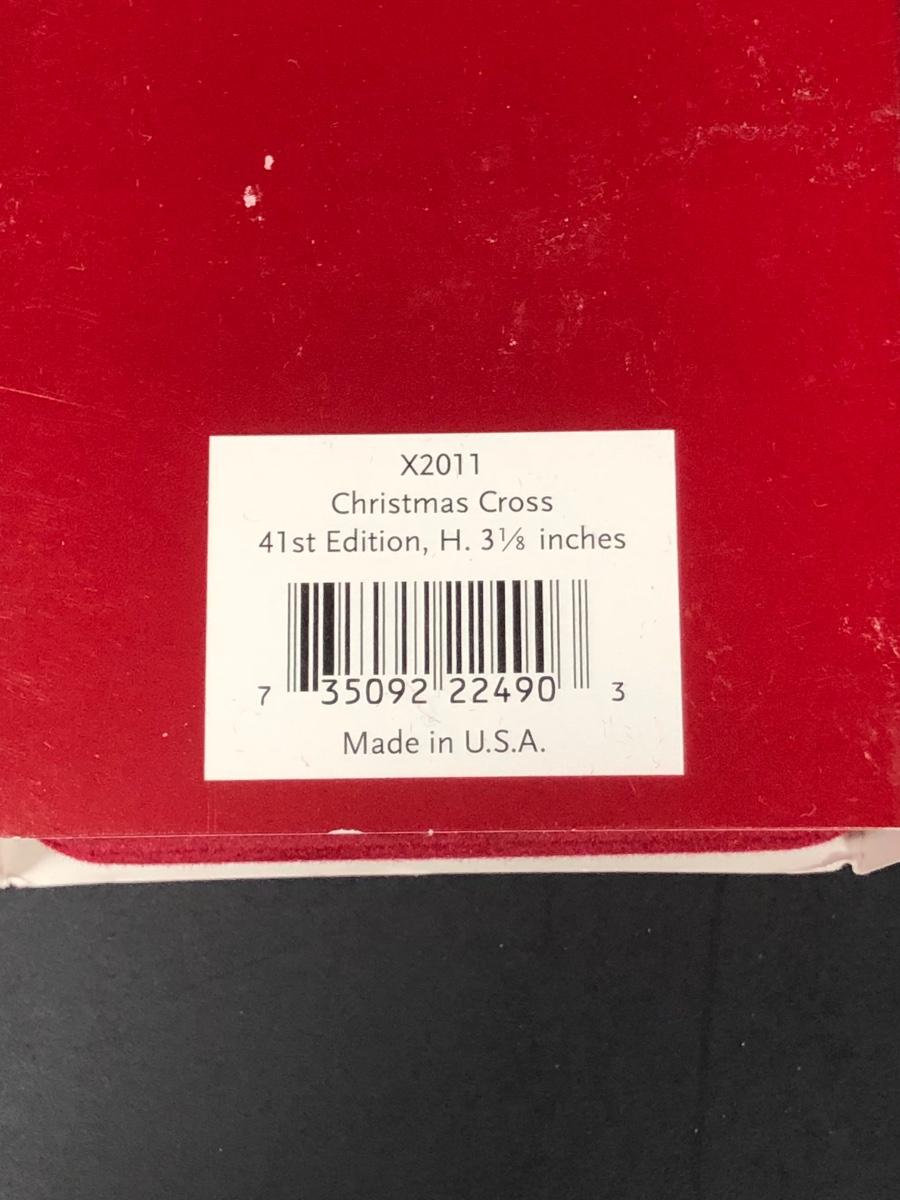 X2011
Christmas Cross
41st Edition, H. 3⅛ inches
7 35092 22490 3
Made in U.S.A.